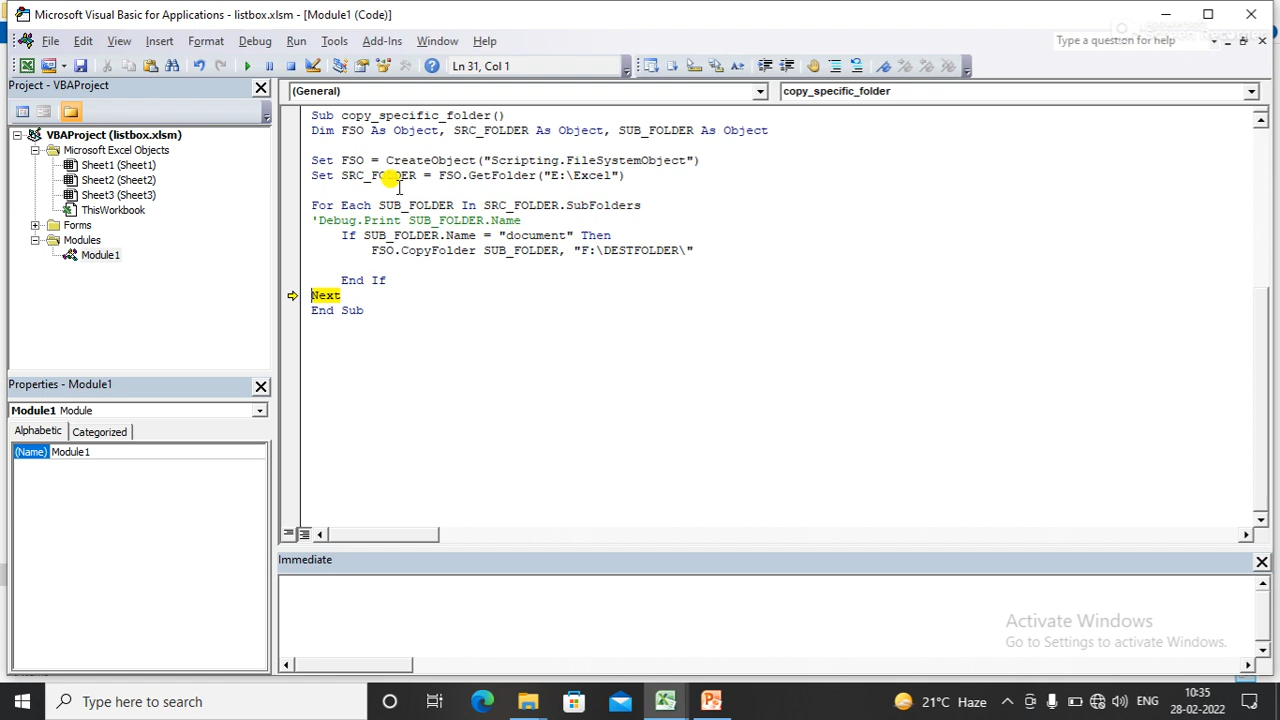 Microsoft Visual Basic for Applications - listbox.xlsm - [Module1 (Code)]
File Edit View Insert Format Debug Run Tools Add-Ins Window Help
Type a question for help
Ln 31, Col 1
Project - VBAProject
(General)
copy_specific_folder
VBAProject (listbox.xlsm)
Microsoft Excel Objects
Sheet1 (Sheet1)
Sheet2 (Sheet2)
Sheet3 (Sheet3)
ThisWorkbook
Forms
Modules
Module1
Sub copy_specific_folder()
Dim FSO As Object, SRC_FOLDER As Object, SUB_FOLDER As Object
Set FSO = CreateObject("Scripting.FileSystemObject")
Set SRC_FOLDER = FSO.GetFolder("E:\Excel")
For Each SUB_FOLDER In SRC_FOLDER.SubFolders
'Debug.Print SUB_FOLDER.Name
If SUB_FOLDER.Name = "document" Then
FSO.CopyFolder SUB_FOLDER, "F:\DESTFOLDER\"
End If
Next
End Sub
Properties - Module1
Module1 Module
Alphabetic Categorized
(Name) Module1
Immediate
Activate Windows
Go to Settings to activate Windows.
Type here to search
21°C Haze
ENG
10:35
28-02-2022